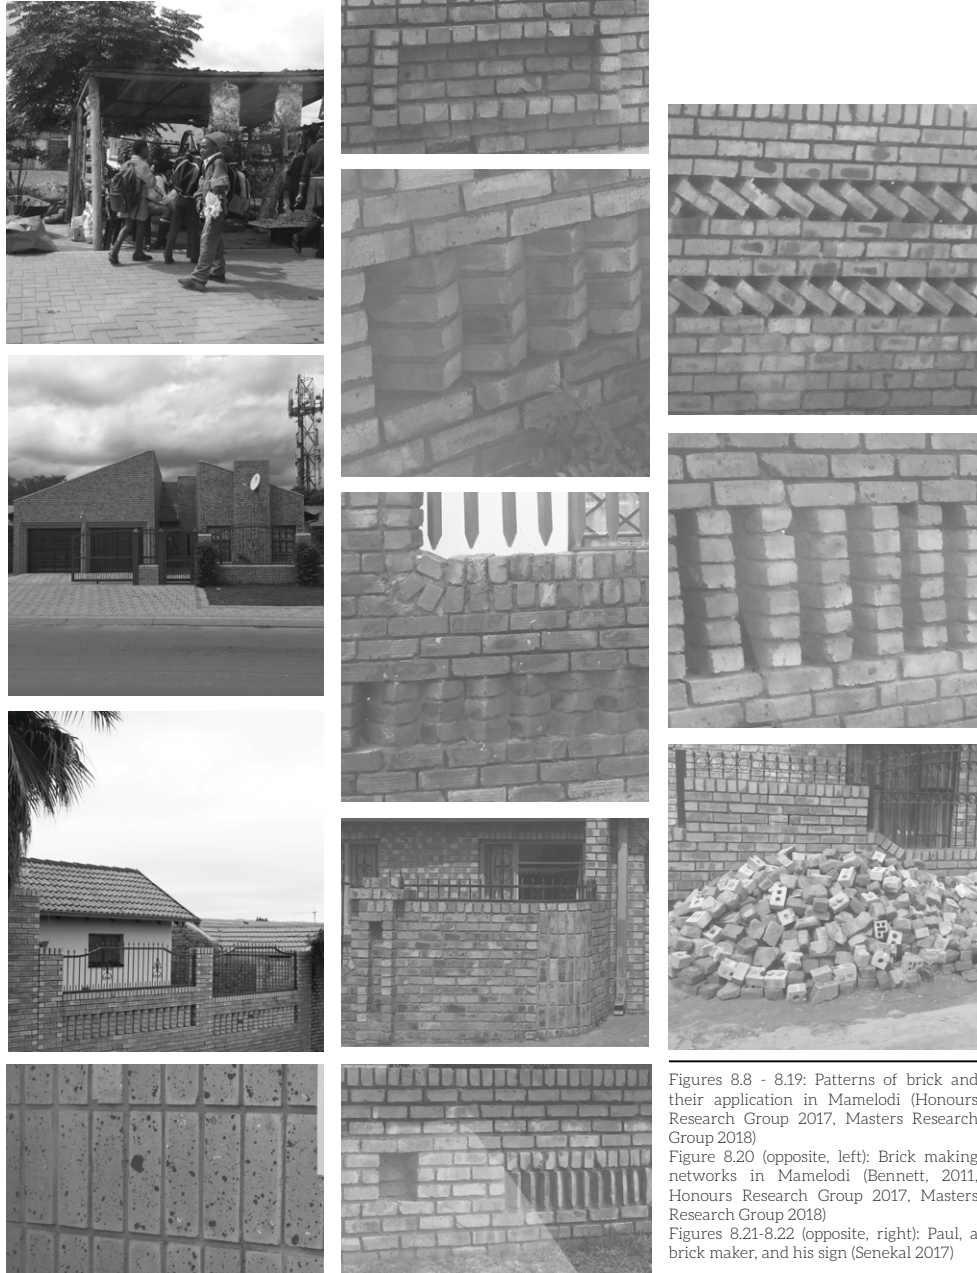 Figures 8.8 - 8.19: Patterns of brick and
their application in Mamelodi (Honours
Research Group 2017, Masters Research
Group 2018)
Figure 8.20 (opposite, left): Brick making
networks in Mamelodi (Bennett, 2011,
Honours Research Group 2017, Masters
Research Group 2018)
Figures 8.21-8.22 (opposite, right): Paul, a
brick maker, and his sign (Senekal 2017)